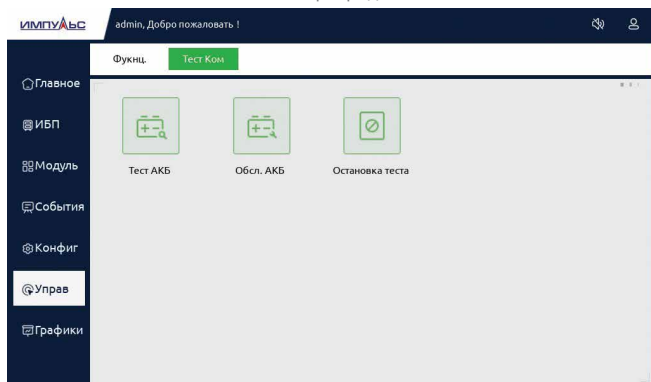 ИМПУЛЬС
admin, Добро пожаловать !
Фукнц.
Тест Ком
Главное
ИБП
Модуль
События
Конфиг
Управ
Графики
Тест АКБ
Обсл. АКБ
Остановка теста